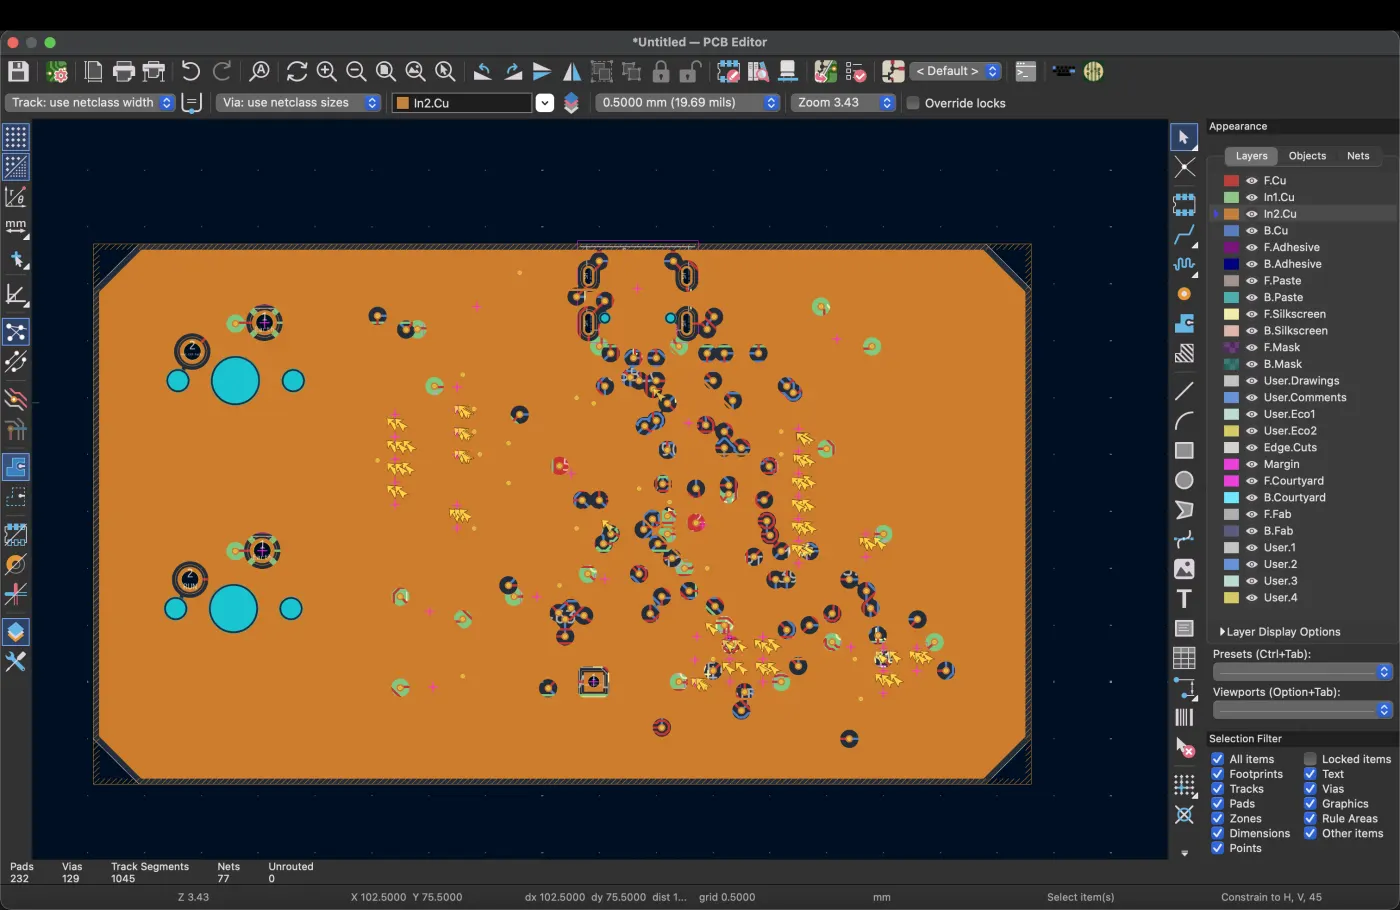 *Untitled — PCB Editor
< Default >
Track: use netclass width
Via: use netclass sizes
In2.Cu
0.5000 mm (19.69 mils)
Zoom 3.43
Override locks
mm
Appearance
Layers Objects Nets
F.Cu
In1.Cu
In2.Cu
B.Cu
F.Adhesive
B.Adhesive
F.Paste
B.Paste
F.Silkscreen
B.Silkscreen
F.Mask
B.Mask
User.Drawings
User.Comments
User.Eco1
User.Eco2
Edge.Cuts
Margin
F.Courtyard
B.Courtyard
F.Fab
B.Fab
User.1
User.2
User.3
User.4
Layer Display Options
Presets (Ctrl+Tab):
Viewports (Option+Tab):
Selection Filter
All items Locked items
Footprints Text
Tracks Vias
Pads Graphics
Zones Rule Areas
Dimensions Other items
Points
Pads Vias Track Segments Nets Unrouted
232 129 1045 77 0
Z 3.43 X 102.5000 Y 75.5000 dx 102.5000 dy 75.5000 dist 1... grid 0.5000 mm Select item(s) Constrain to H, V, 45